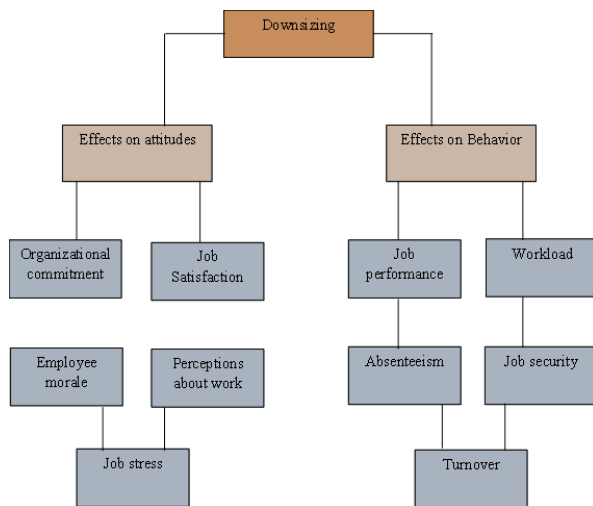 Downsizing
Effects on attitudes
Effects on Behavior
Organizational
commitment
Job
Satisfaction
Job
performance
Workload
Employee
morale
Perceptions
about work
Absenteeism
Job security
Job stress
Turnover